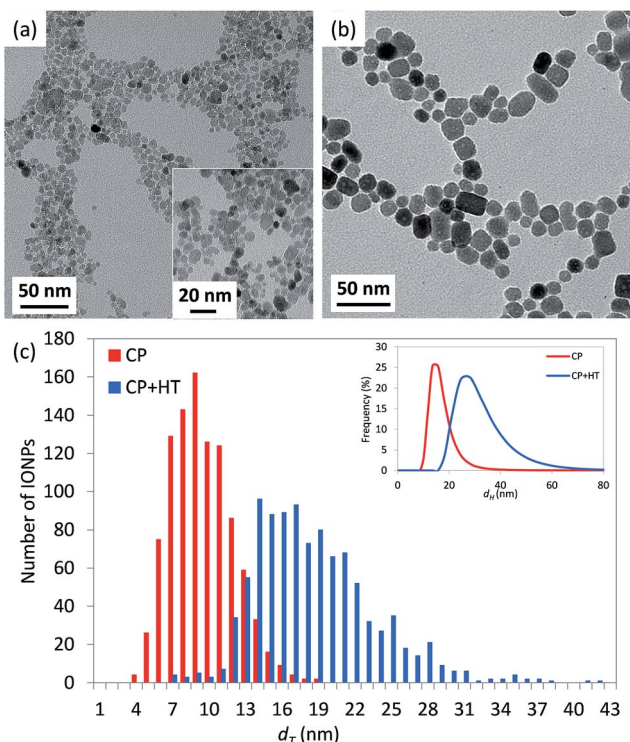 (a)
50 nm
20 nm
(b)
50 nm
(c)
180
160
140
120
100
80
60
40
20
0
Number of IONPs
CP
CP+HT
1 4 7 10 13 16 19 22 25 28 31 34 37 40 43
d_T (nm)
30
25
20
15
10
5
0
Frequency (%)
CP
CP+HT
0 20 40 60 80
d_H (nm)